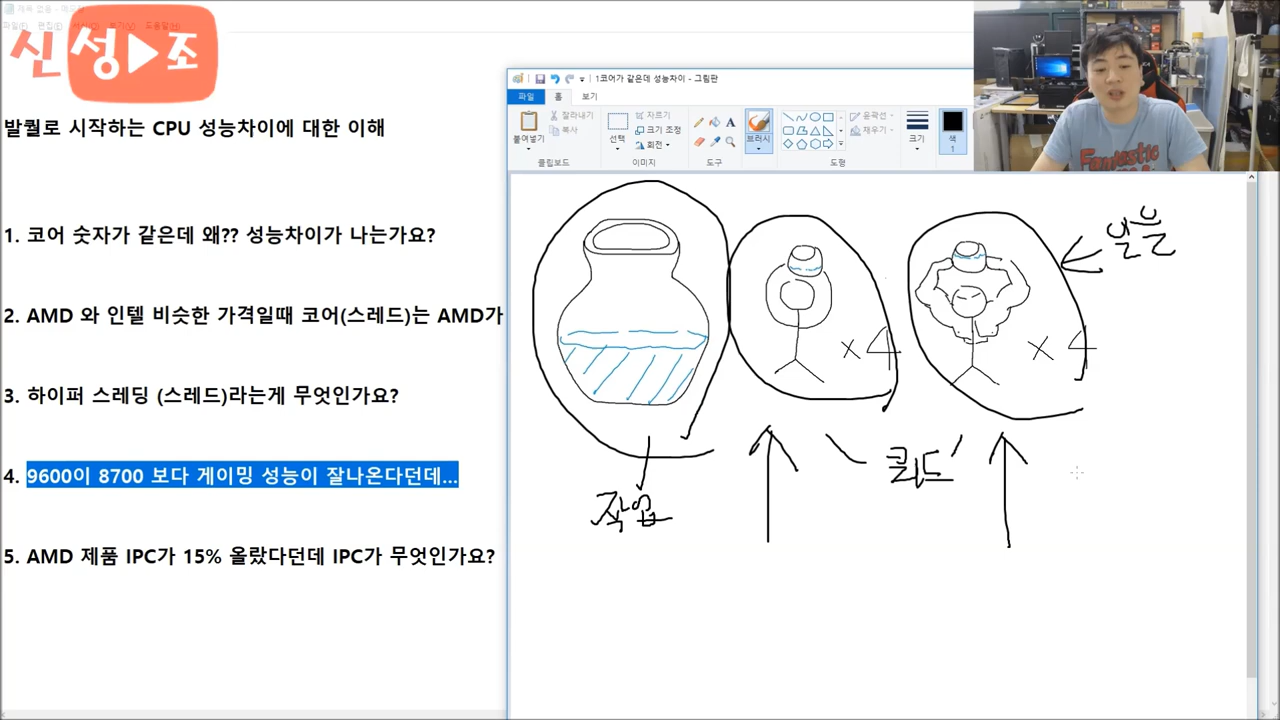 신성조
발퀄로 시작하는 CPU 성능차이에 대한 이해
1. 코어 숫자가 같은데 왜?? 성능차이가 나는가요?
2. AMD 와 인텔 비슷한 가격일때 코어(스레드)는 AMD가
3. 하이퍼 스레딩 (스레드)라는게 무엇인가요?
4. 9600이 8700 보다 게이밍 성능이 잘나온다던데...
5. AMD 제품 IPC가 15% 올랐다던데 IPC가 무엇인가요?
1코어가 같은데 성능차이 - 그림판
파일
홈
보기
붙여넣기
잘라내기
복사
클립보드
선택
자르기
크기 조정
회전
이미지
A
도구
브러시
윤곽선
채우기
도형
크기
색
1
×4
×4
작업
쿼드
Fantastic